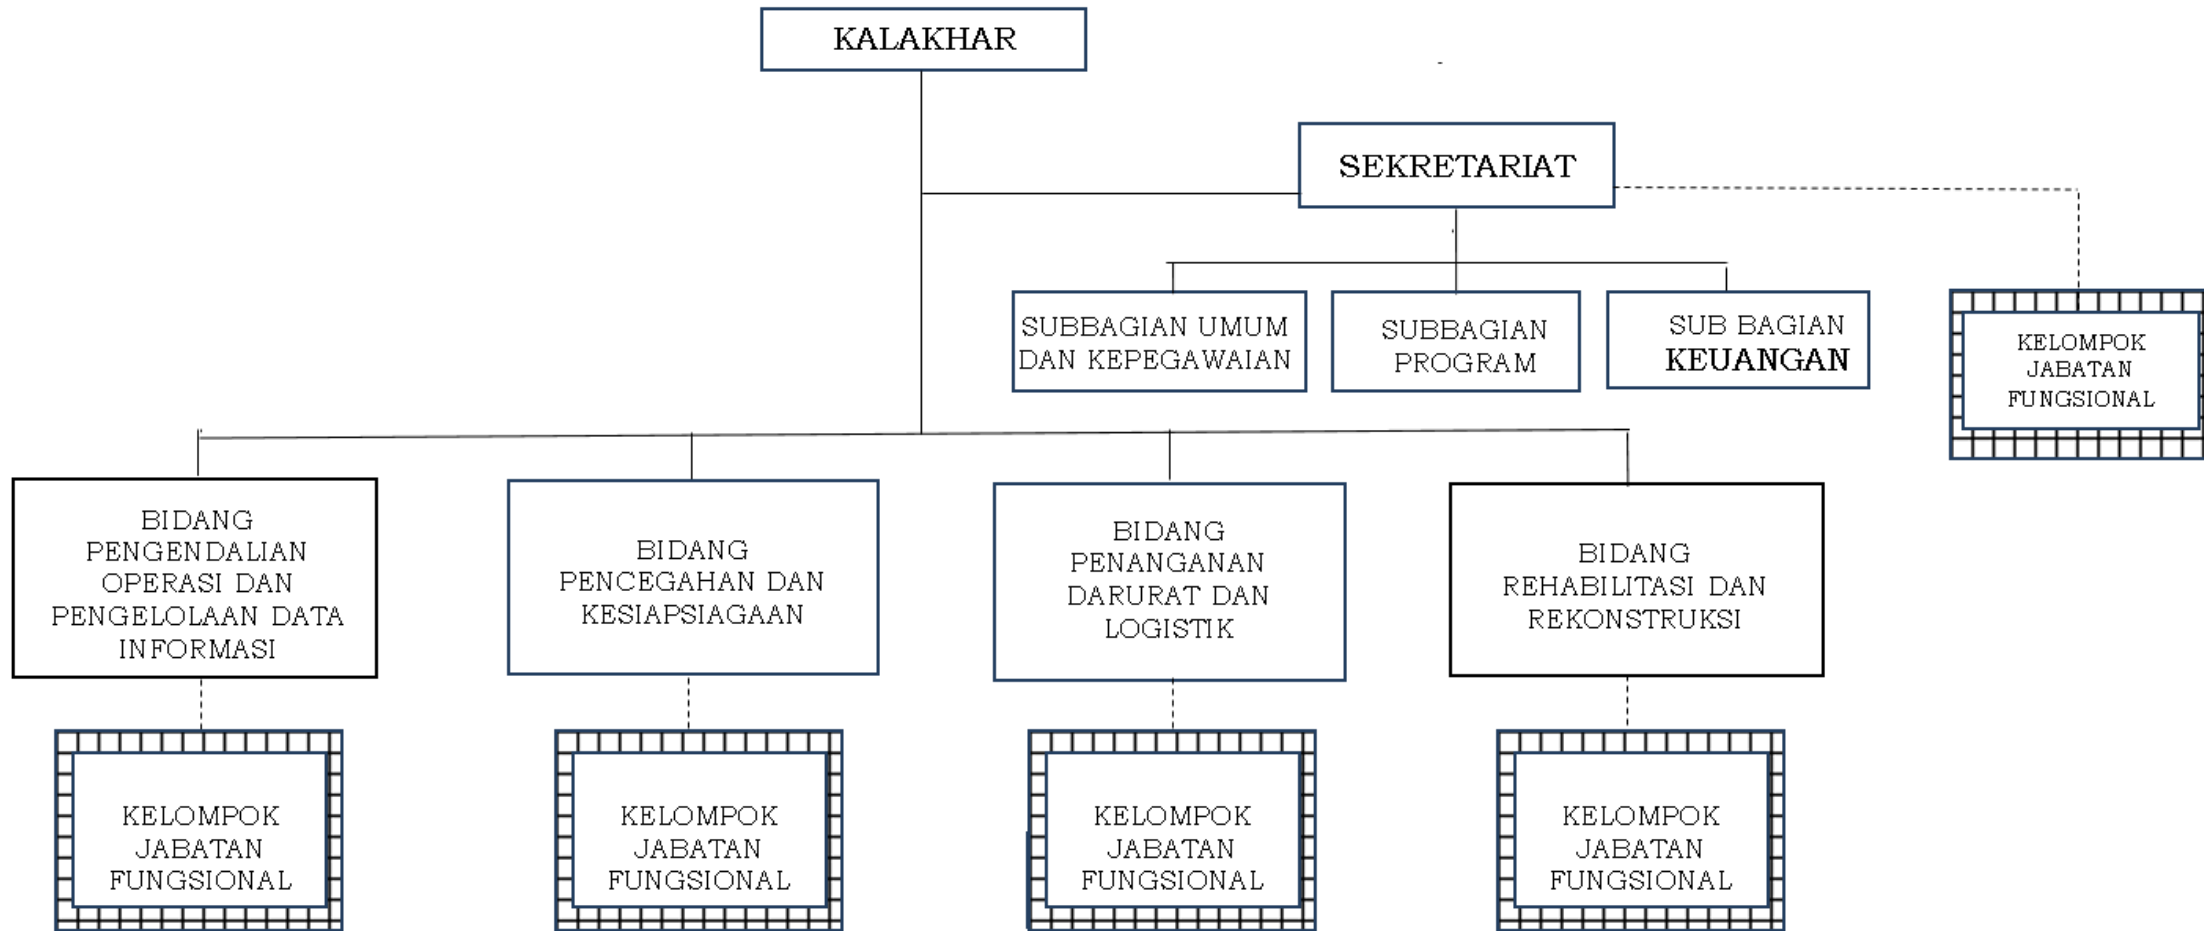 KALAKHAR
SEKRETARIAT
SUBBAGIAN UMUM
DAN KEPEGAWAIAN
SUBBAGIAN
PROGRAM
SUB BAGIAN
KEUANGAN
KELOMPOK
JABATAN
FUNGSIONAL
BIDANG
PENGENDALIAN
OPERASI DAN
PENGELOLAAN DATA
INFORMASI
BIDANG
PENCEGAHAN DAN
KESIAPSIAGAAN
BIDANG
PENANGANAN
DARURAT DAN
LOGISTIK
BIDANG
REHABILITASI DAN
REKONSTRUKSI
KELOMPOK
JABATAN
FUNGSIONAL
KELOMPOK
JABATAN
FUNGSIONAL
KELOMPOK
JABATAN
FUNGSIONAL
KELOMPOK
JABATAN
FUNGSIONAL